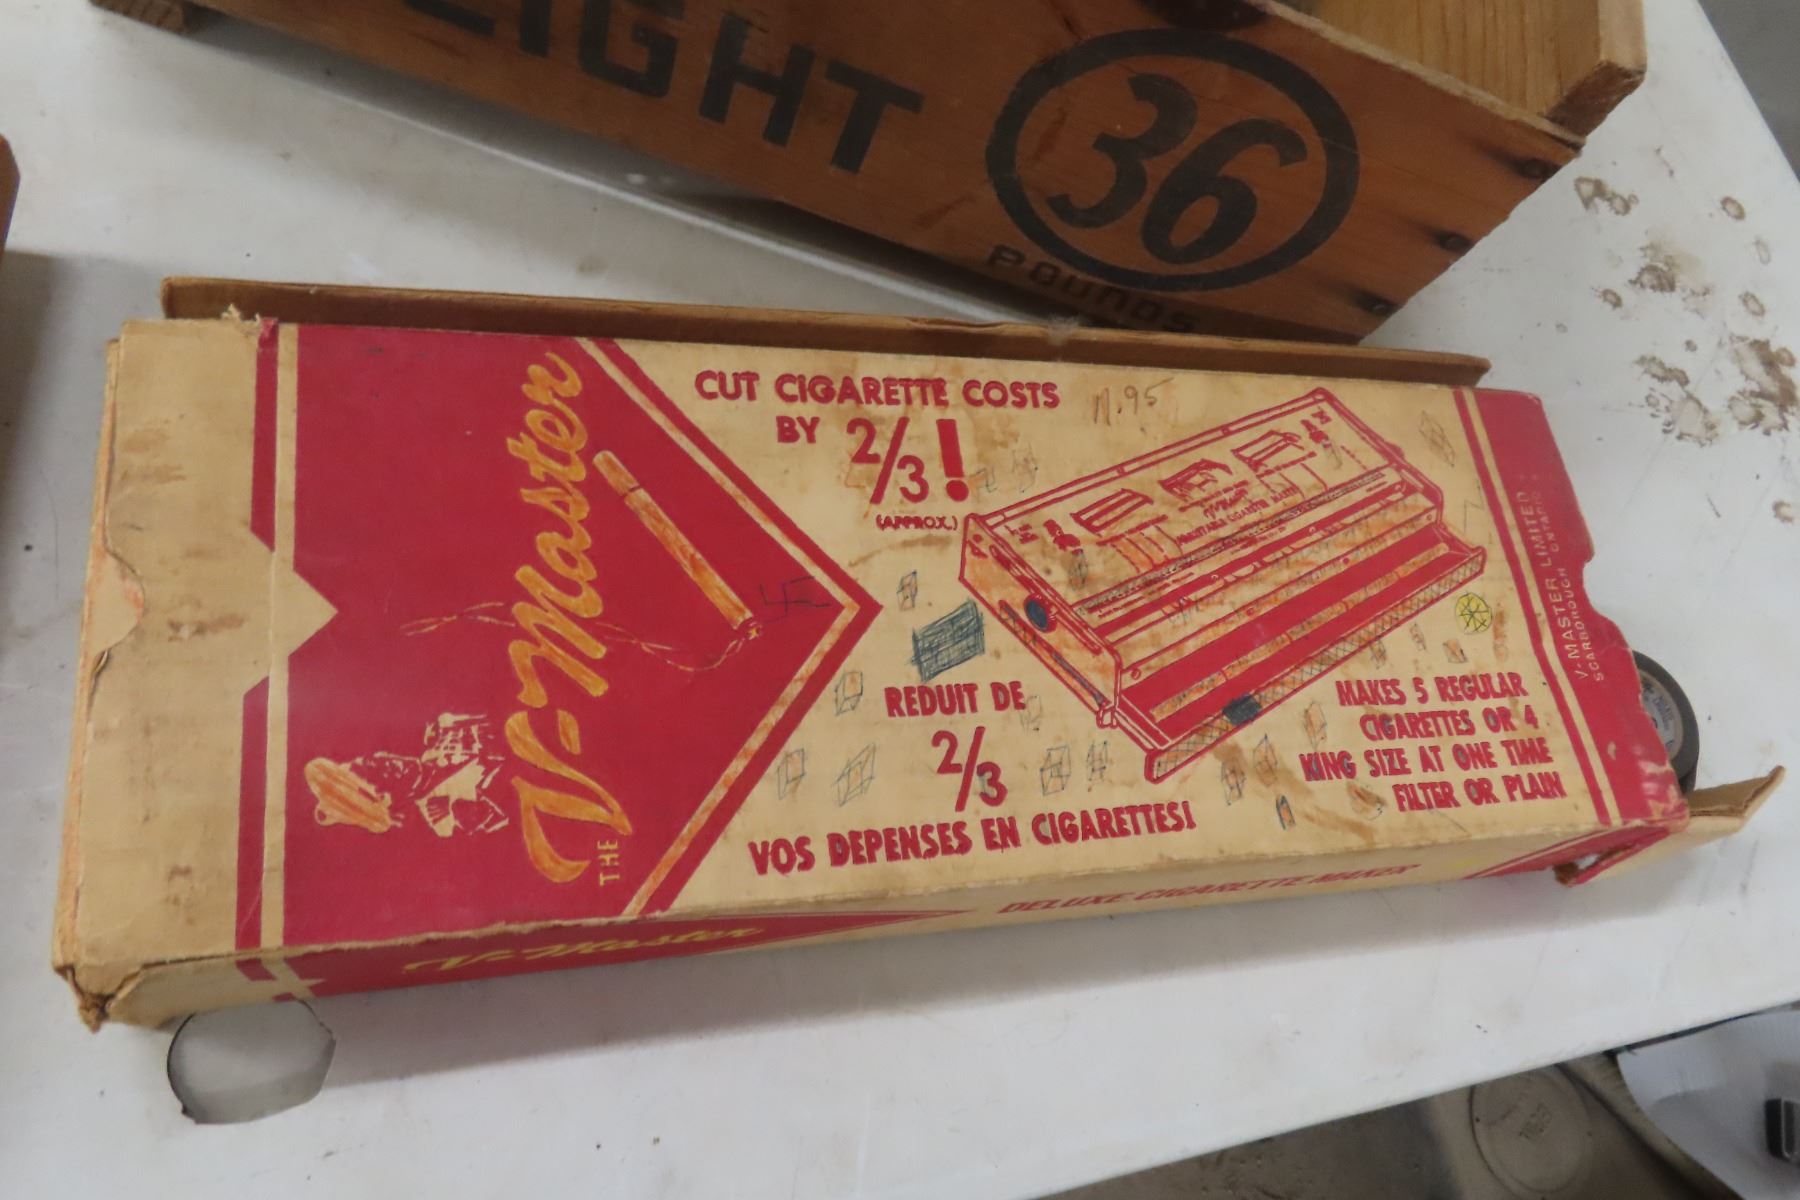 IGHT
36
POUNDS
THE V-Master
CUT CIGARETTE COSTS
BY 2/3!
(APPROX.)
REDUIT DE
2/3
VOS DEPENSES EN CIGARETTES!
MAKES 5 REGULAR
CIGARETTES OR 4
KING SIZE AT ONE TIME
FILTER OR PLAIN
V-MASTER LIMITED
SCARBOROUGH ONTARIO
V-Master
DELUXE CIGARETTE MAKER